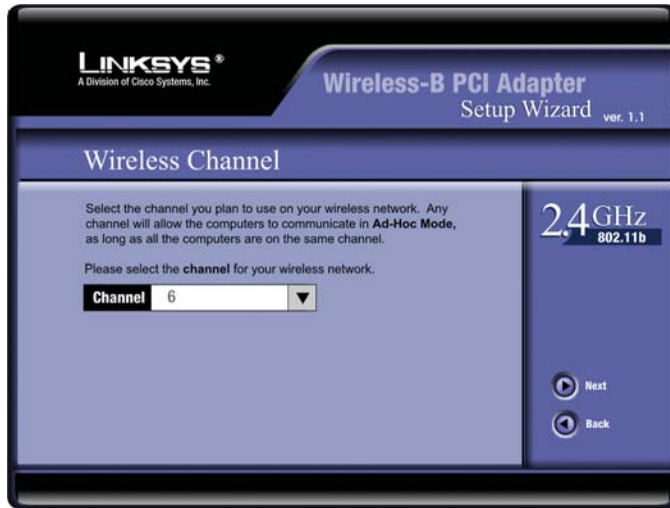 LINKSYS®
A Division of Cisco Systems, Inc.
Wireless-B PCI Adapter
Setup Wizard ver. 1.1
Wireless Channel
Select the channel you plan to use on your wireless network. Any
channel will allow the computers to communicate in Ad-Hoc Mode,
as long as all the computers are on the same channel.
Please select the channel for your wireless network.
Channel 6
2.4GHz
802.11b
Next
Back